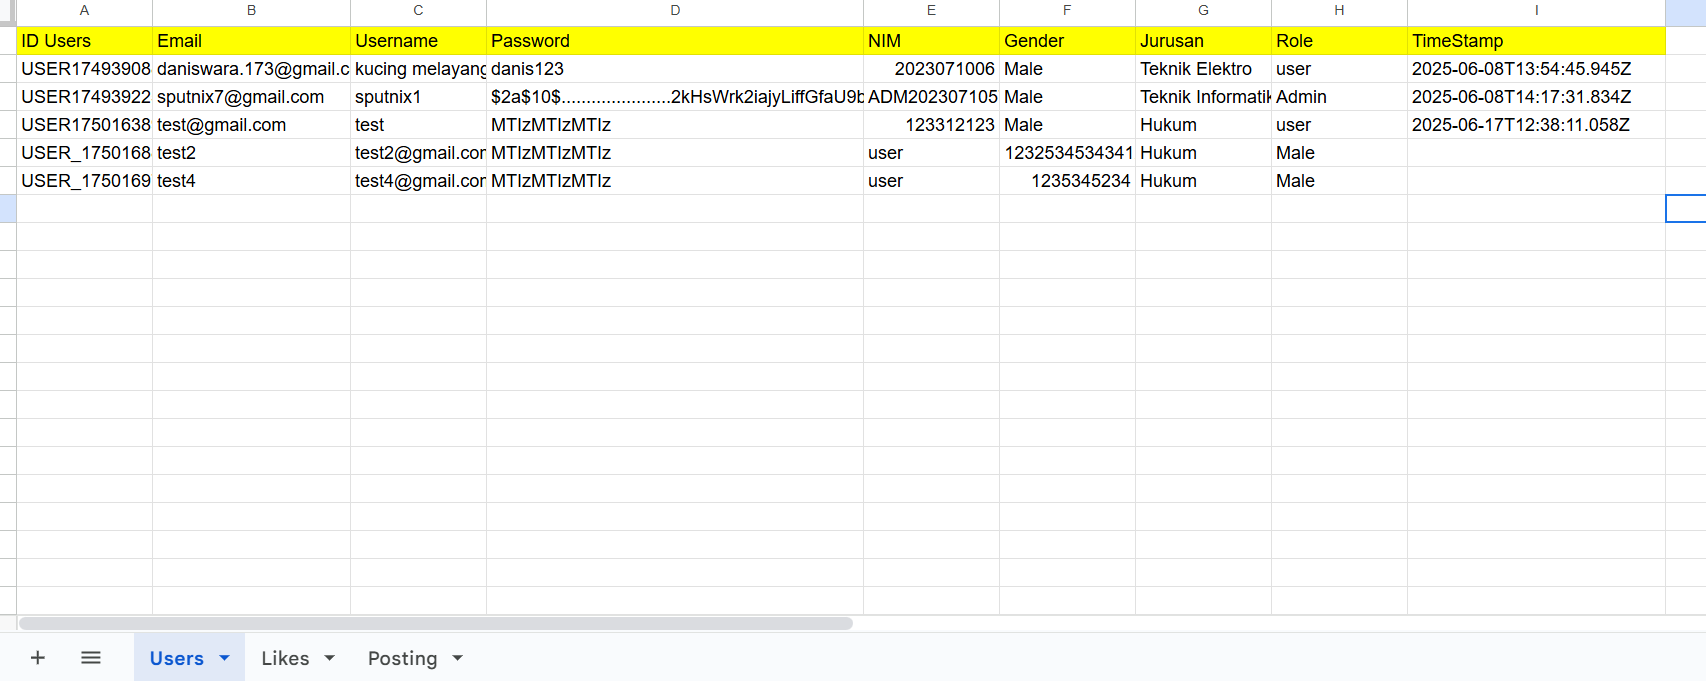 A B C D E F G H I
ID Users Email Username Password NIM Gender Jurusan Role TimeStamp
USER17493908 daniswara.173@gmail.c kucing melayang danis123 2023071006 Male Teknik Elektro user 2025-06-08T13:54:45.945Z
USER17493922 sputnix7@gmail.com sputnix1 $2a$10$......................2kHsWrk2iajyLiffGfaU9b ADM202307105 Male Teknik Informatik Admin 2025-06-08T14:17:31.834Z
USER17501638 test@gmail.com test MTIzMTIzMTIz 123312123 Male Hukum user 2025-06-17T12:38:11.058Z
USER_1750168 test2 test2@gmail.cor MTIzMTIzMTIz user 1232534534341 Hukum Male
USER_1750169 test4 test4@gmail.cor MTIzMTIzMTIz user 1235345234 Hukum Male
Users Likes Posting